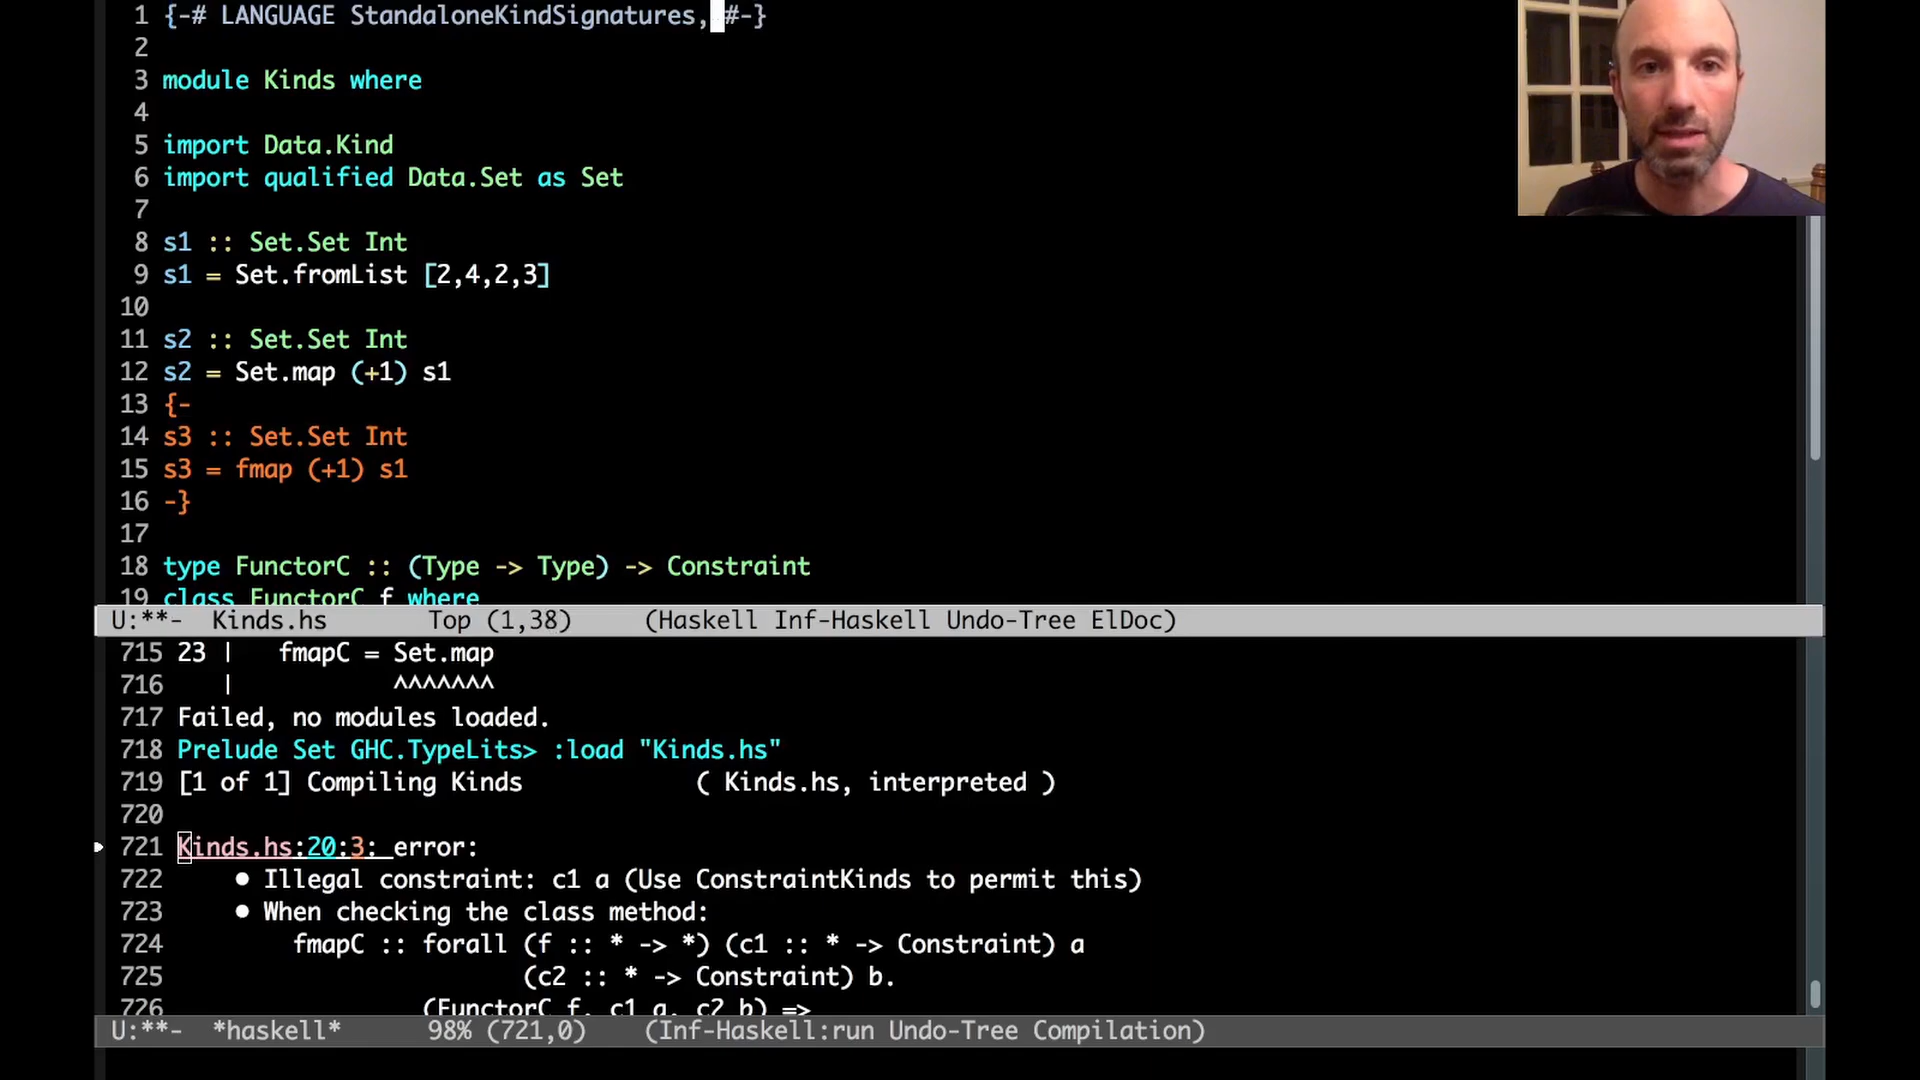 1 {-# LANGUAGE StandaloneKindSignatures, #-}
2
3 module Kinds where
4
5 import Data.Kind
6 import qualified Data.Set as Set
7
8 s1 :: Set.Set Int
9 s1 = Set.fromList [2,4,2,3]
10
11 s2 :: Set.Set Int
12 s2 = Set.map (+1) s1
13 {-
14 s3 :: Set.Set Int
15 s3 = fmap (+1) s1
16 -}
17
18 type FunctorC :: (Type -> Type) -> Constraint
19 class FunctorC f where
U:**-  Kinds.hs       Top (1,38)     (Haskell Inf-Haskell Undo-Tree ElDoc)
715 23 |   fmapC = Set.map
716    |           ^^^^^^^
717 Failed, no modules loaded.
718 Prelude Set GHC.TypeLits> :load "Kinds.hs"
719 [1 of 1] Compiling Kinds            ( Kinds.hs, interpreted )
720
721 Kinds.hs:20:3: error:
722     • Illegal constraint: c1 a (Use ConstraintKinds to permit this)
723     • When checking the class method:
724         fmapC :: forall (f :: * -> *) (c1 :: * -> Constraint) a
725                         (c2 :: * -> Constraint) b.
726                  (FunctorC f, c1 a, c2 b) =>
U:**-  *haskell*      98% (721,0)    (Inf-Haskell:run Undo-Tree Compilation)